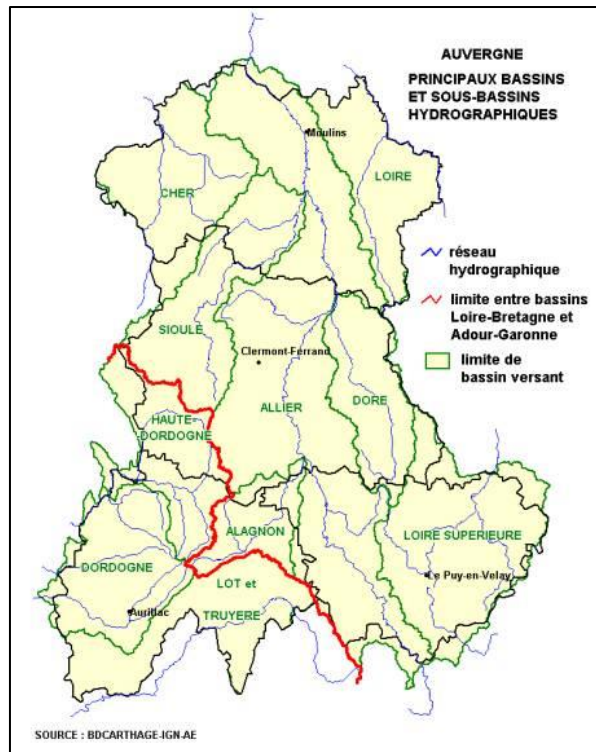 AUVERGNE
PRINCIPAUX BASSINS
ET SOUS-BASSINS
HYDROGRAPHIQUES
Moulins
LOIRE
CHER
réseau
hydrographique
limite entre bassins
Loire-Bretagne et
Adour-Garonne
limite de
bassin versant
SIOULE
Clermont-Ferrand
ALLIER
DORE
HAUTE-
DORDOGNE
ALAGNON
LOIRE SUPERIEURE
DORDOGNE
Le Puy-en-Velay
LOT et
TRUYERE
Aurillac
SOURCE : BDCARTHAGE-IGN-AE